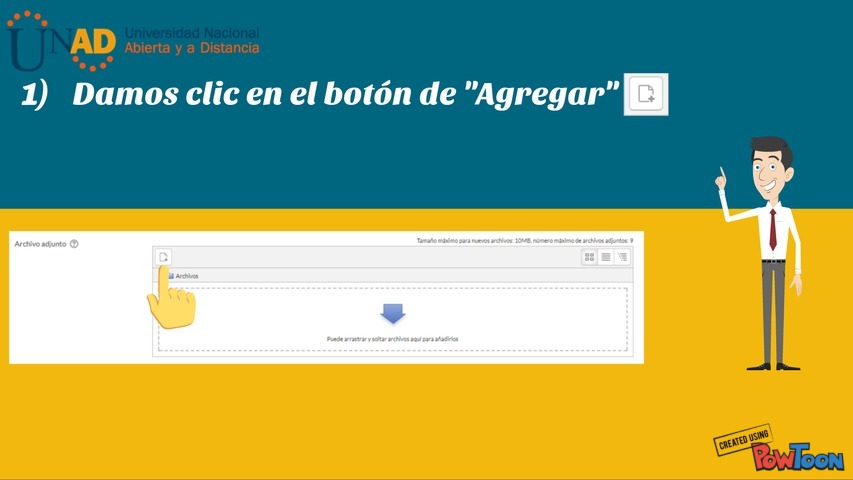 UNAD
Universidad Nacional
Abierta y a Distancia
1) Damos clic en el botón de "Agregar"
Archivo adjunto
Tamaño máximo para nuevos archivos: 10MB, número máximo de archivos adjuntos: 9
Archivos
Puede arrastrar y soltar archivos aquí para añadirlos
CREATED USING
POWTOON